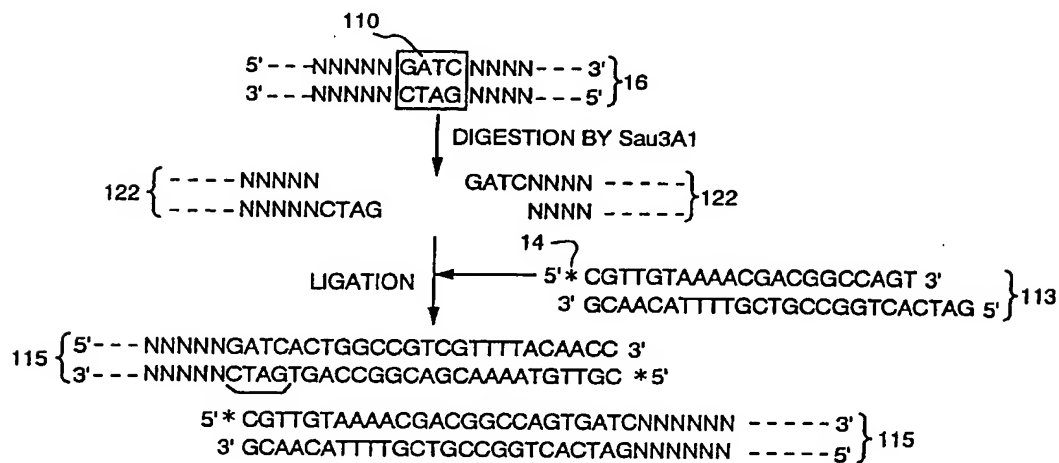 110
5'---NNNNN GATC NNNN---3'
3'---NNNNN CTAG NNNN---5'
16
DIGESTION BY Sau3A1
122
----NNNNN
----NNNNNCTAG
GATCNNNN -----
NNNN -----
122
LIGATION
14
5' * CGTTGTAAAACGACGGCCAGT 3'
3' GCAACATTTTGCTGCCGGTCACTAG 5'
113
115
5'--- NNNNNGATCACTGGCCGTCGTTTTACAACC 3'
3'--- NNNNNCTAGTGACCGGCAGCAAAATGTTGC *5'
5' * CGTTGTAAAACGACGGCCAGTGATCNNNNNN -----3'
3' GCAACATTTTGCTGCCGGTCACTAGNNNNNN -----5'
115